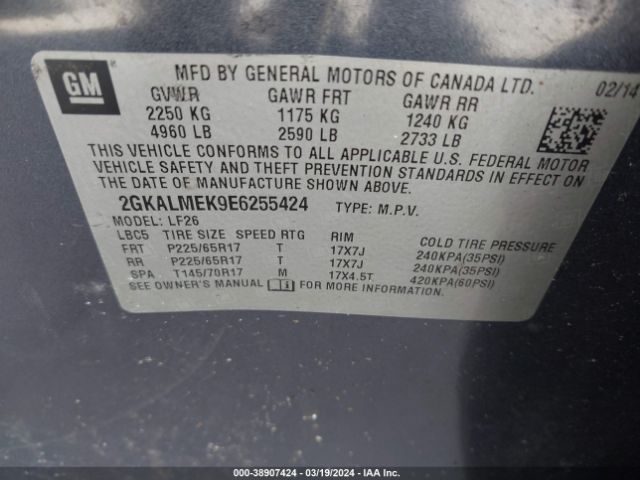 GM
MFD BY GENERAL MOTORS OF CANADA LTD. 02/14
GVWR GAWR FRT GAWR RR
2250 KG 1175 KG 1240 KG
4960 LB 2590 LB 2733 LB
THIS VEHICLE CONFORMS TO ALL APPLICABLE U.S. FEDERAL MOTOR
VEHICLE SAFETY AND THEFT PREVENTION STANDARDS IN EFFECT ON
THE DATE OF MANUFACTURE SHOWN ABOVE.
2GKALMEK9E6255424 TYPE: M.P.V.
MODEL: LF26
LBC5 TIRE SIZE SPEED RTG RIM COLD TIRE PRESSURE
FRT P225/65R17 T 17X7J 240KPA(35PSI)
RR P225/65R17 T 17X7J 240KPA(35PSI)
SPA T145/70R17 M 17X4.5T 420KPA(60PSI)
SEE OWNER'S MANUAL FOR MORE INFORMATION
000-38907424 - 03/19/2024 - IAA Inc.